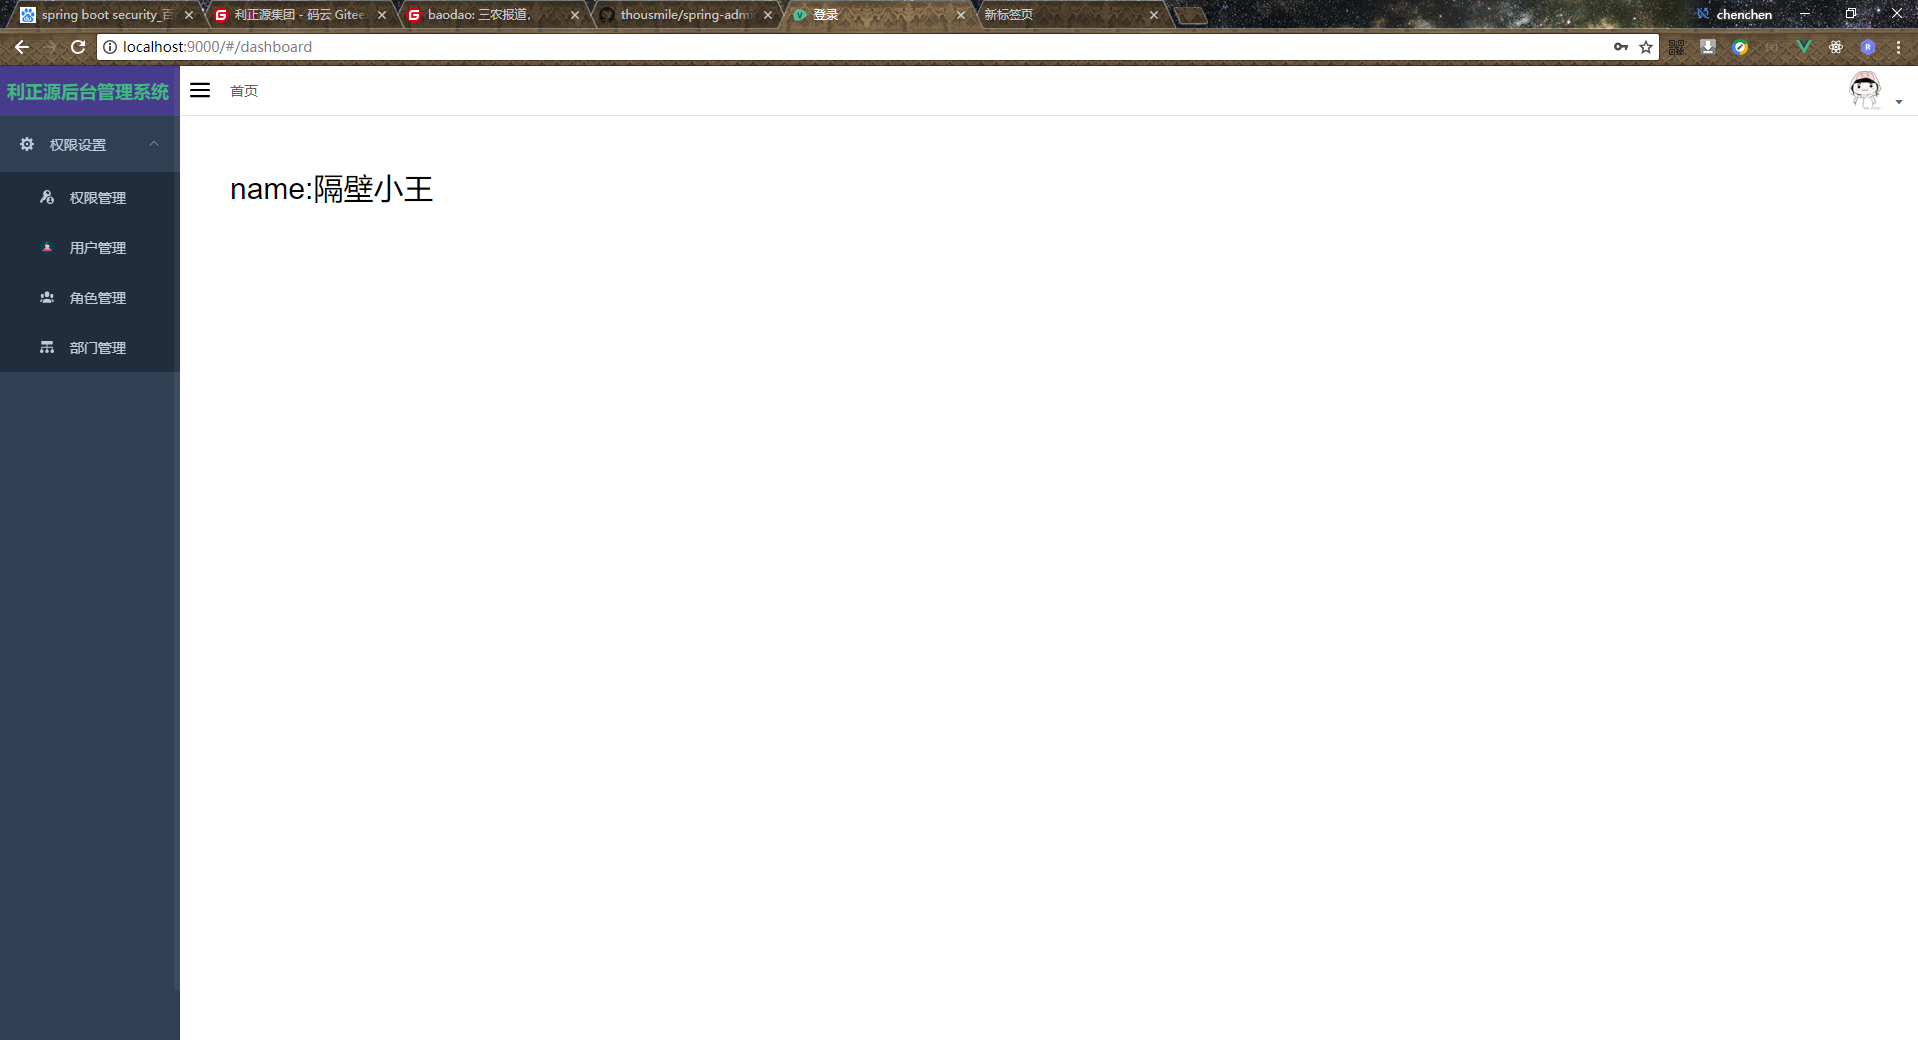 spring boot security_百
利正源集团 - 码云 Gitee
baodao: 三农报道,
thousmile/spring-adm
登录
新标签页
chenchen
localhost:9000/#/dashboard
利正源后台管理系统
首页
权限设置
name:隔壁小王
权限管理
用户管理
角色管理
部门管理